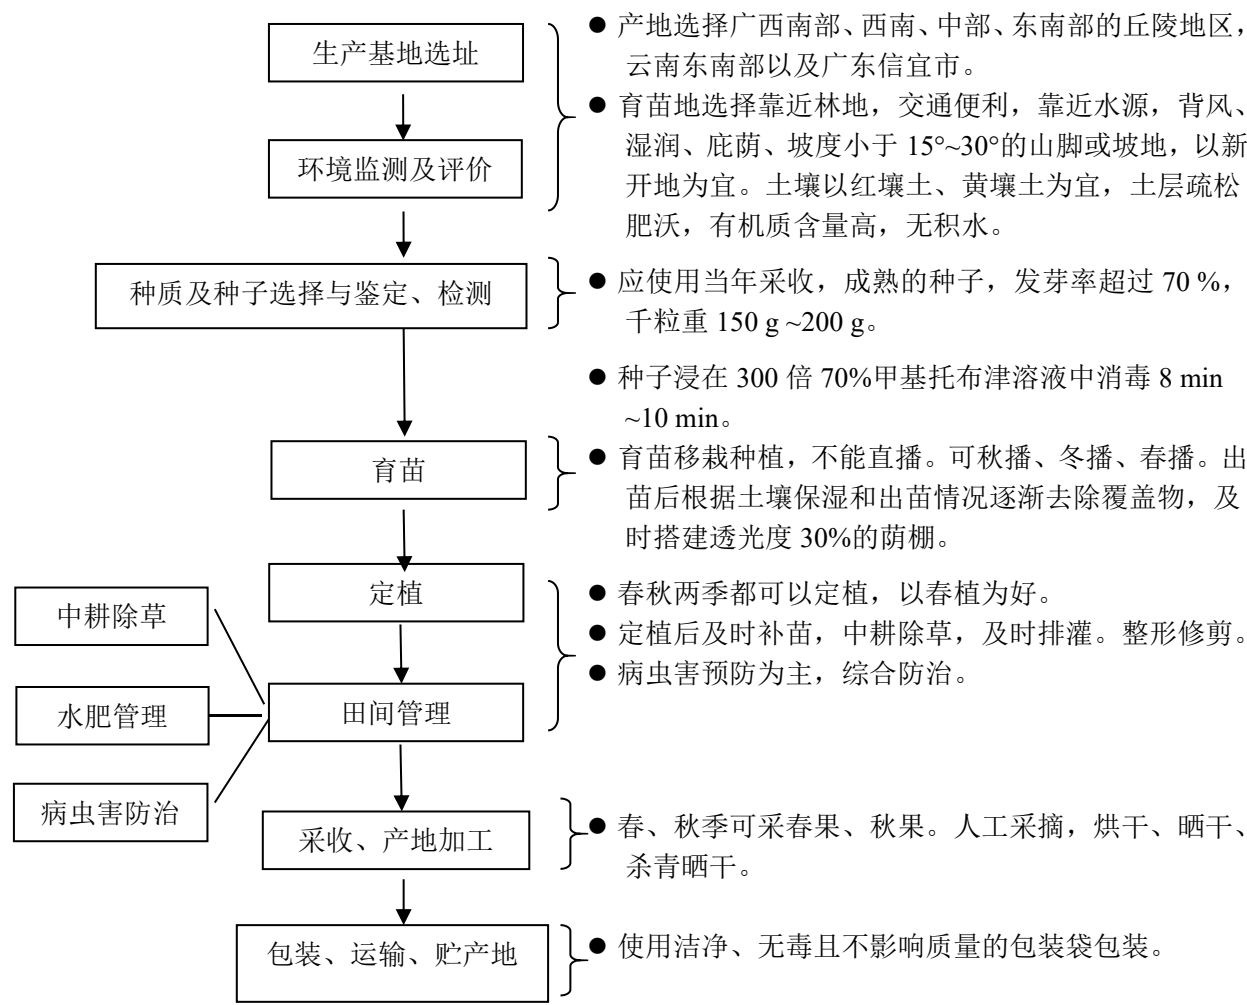 生产基地选址
● 产地选择广西南部、西南、中部、东南部的丘陵地区，
云南东南部以及广东信宜市。
● 育苗地选择靠近林地，交通便利，靠近水源，背风、
湿润、庇荫、坡度小于 15°~30°的山脚或坡地，以新
开地为宜。土壤以红壤土、黄壤土为宜，土层疏松
肥沃，有机质含量高，无积水。
环境监测及评价
种质及种子选择与鉴定、检测
● 应使用当年采收，成熟的种子，发芽率超过 70 %，
千粒重 150 g ~200 g。
● 种子浸在 300 倍 70%甲基托布津溶液中消毒 8 min
~10 min。
育苗
● 育苗移栽种植，不能直播。可秋播、冬播、春播。出
苗后根据土壤保湿和出苗情况逐渐去除覆盖物，及
时搭建透光度 30%的荫棚。
定植
● 春秋两季都可以定植，以春植为好。
● 定植后及时补苗，中耕除草，及时排灌。整形修剪。
● 病虫害预防为主，综合防治。
中耕除草
水肥管理
病虫害防治
田间管理
采收、产地加工
● 春、秋季可采春果、秋果。人工采摘，烘干、晒干、
杀青晒干。
包装、运输、贮产地
● 使用洁净、无毒且不影响质量的包装袋包装。